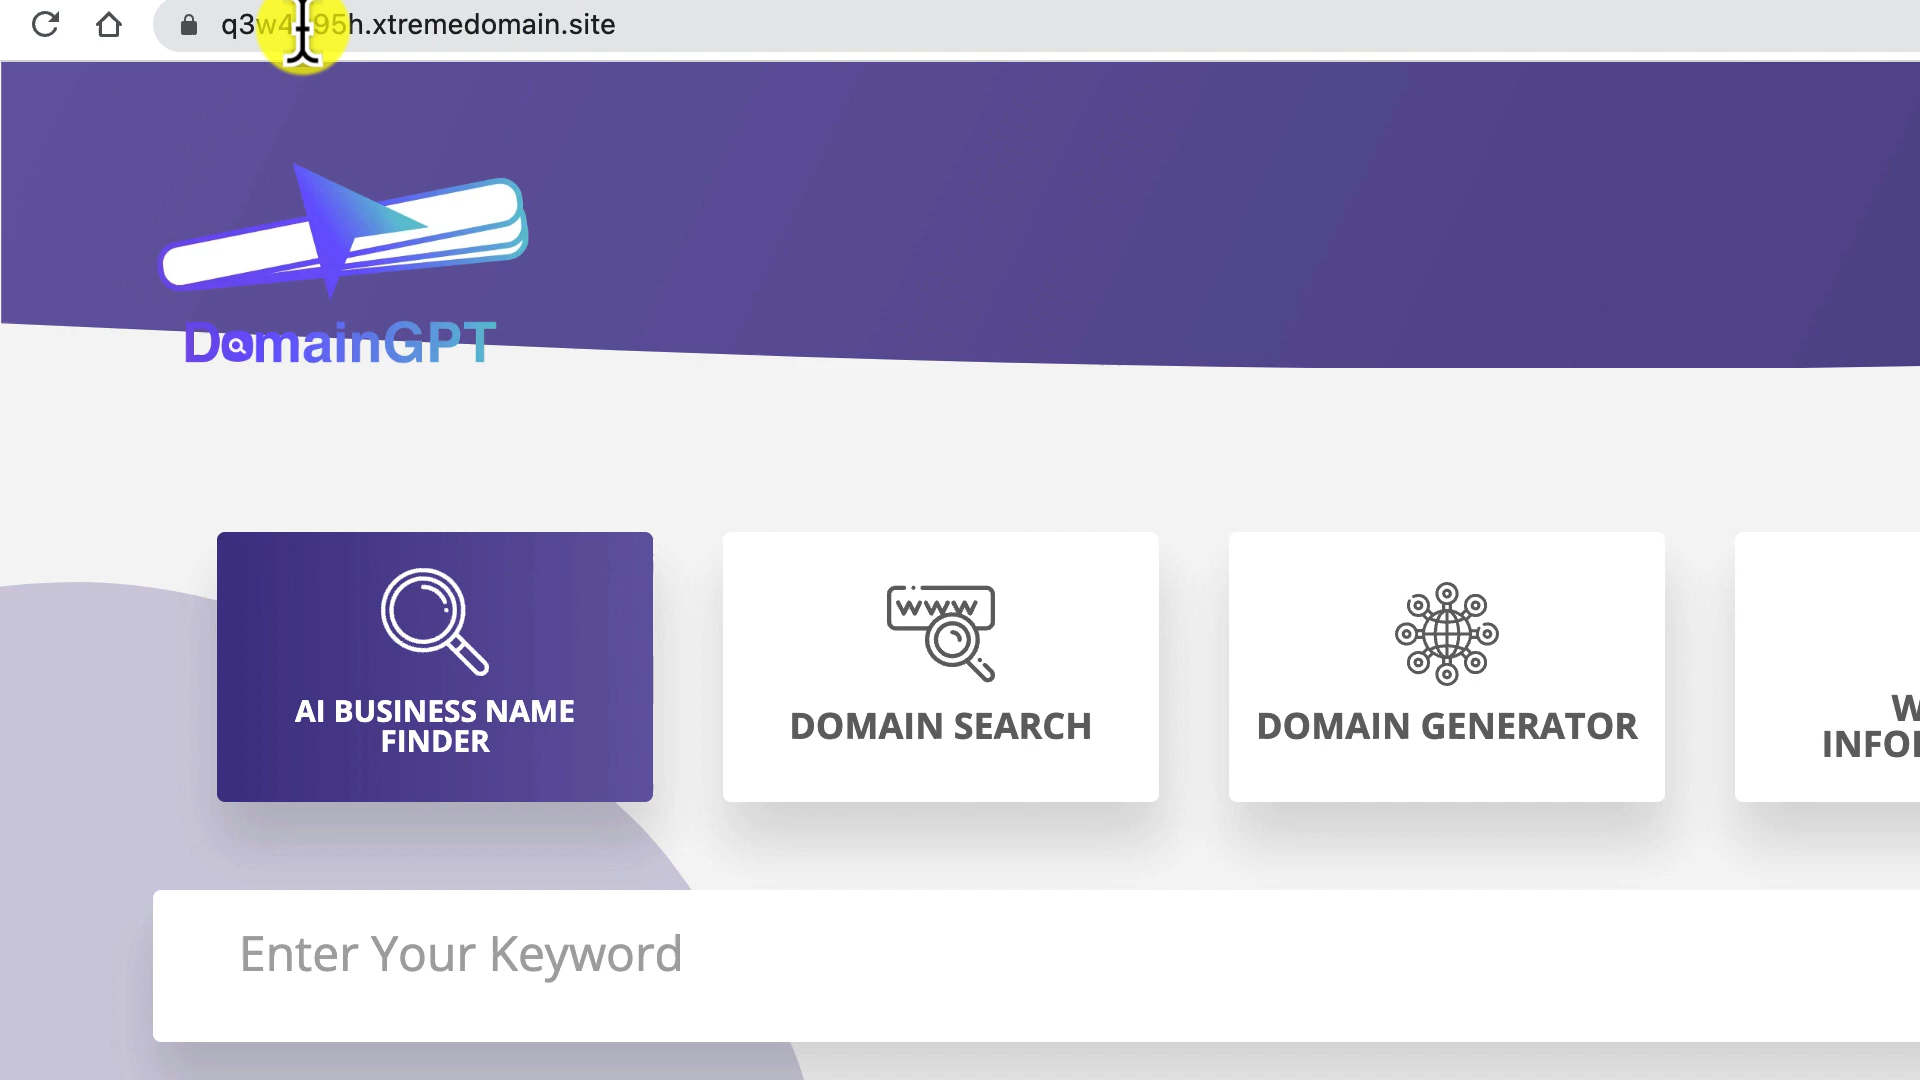 q3w4-95h.xtremedomain.site
DomainGPT
AI BUSINESS NAME
FINDER
DOMAIN SEARCH
WWW
DOMAIN GENERATOR
Enter Your Keyword